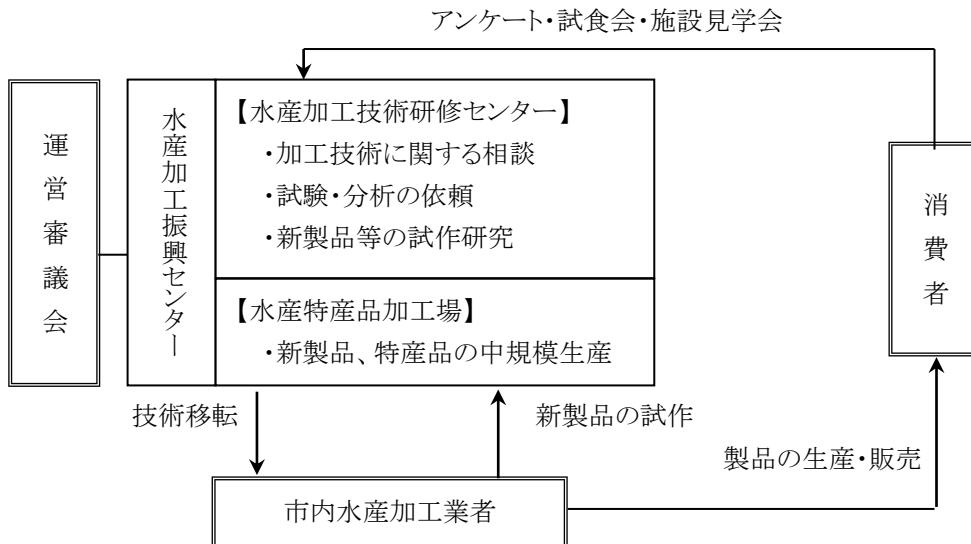 アンケート・試食会・施設見学会
運営審議会
水産加工振興センター
【水産加工技術研修センター】
・加工技術に関する相談
・試験・分析の依頼
・新製品等の試作研究
【水産特産品加工場】
・新製品、特産品の中規模生産
消費者
技術移転
新製品の試作
製品の生産・販売
市内水産加工業者